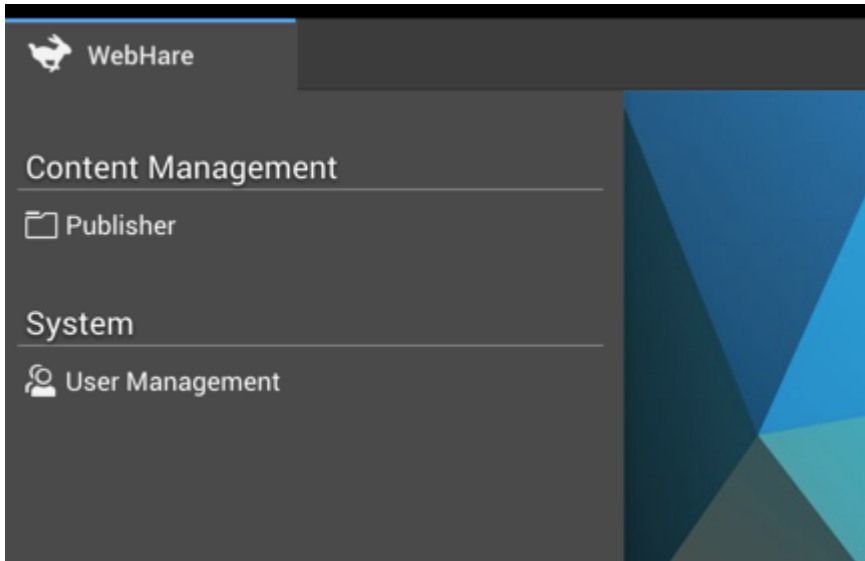 WebHare
Content Management
Publisher
System
User Management